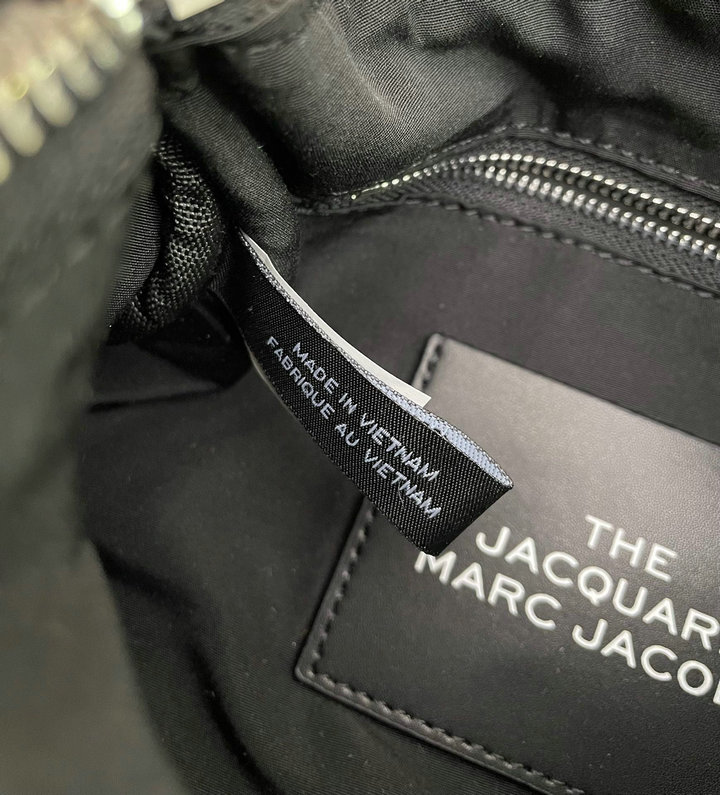 MADE IN VIETNAM
FABRIQUE AU VIETNAM
THE
JACQUAR
MARC JACO